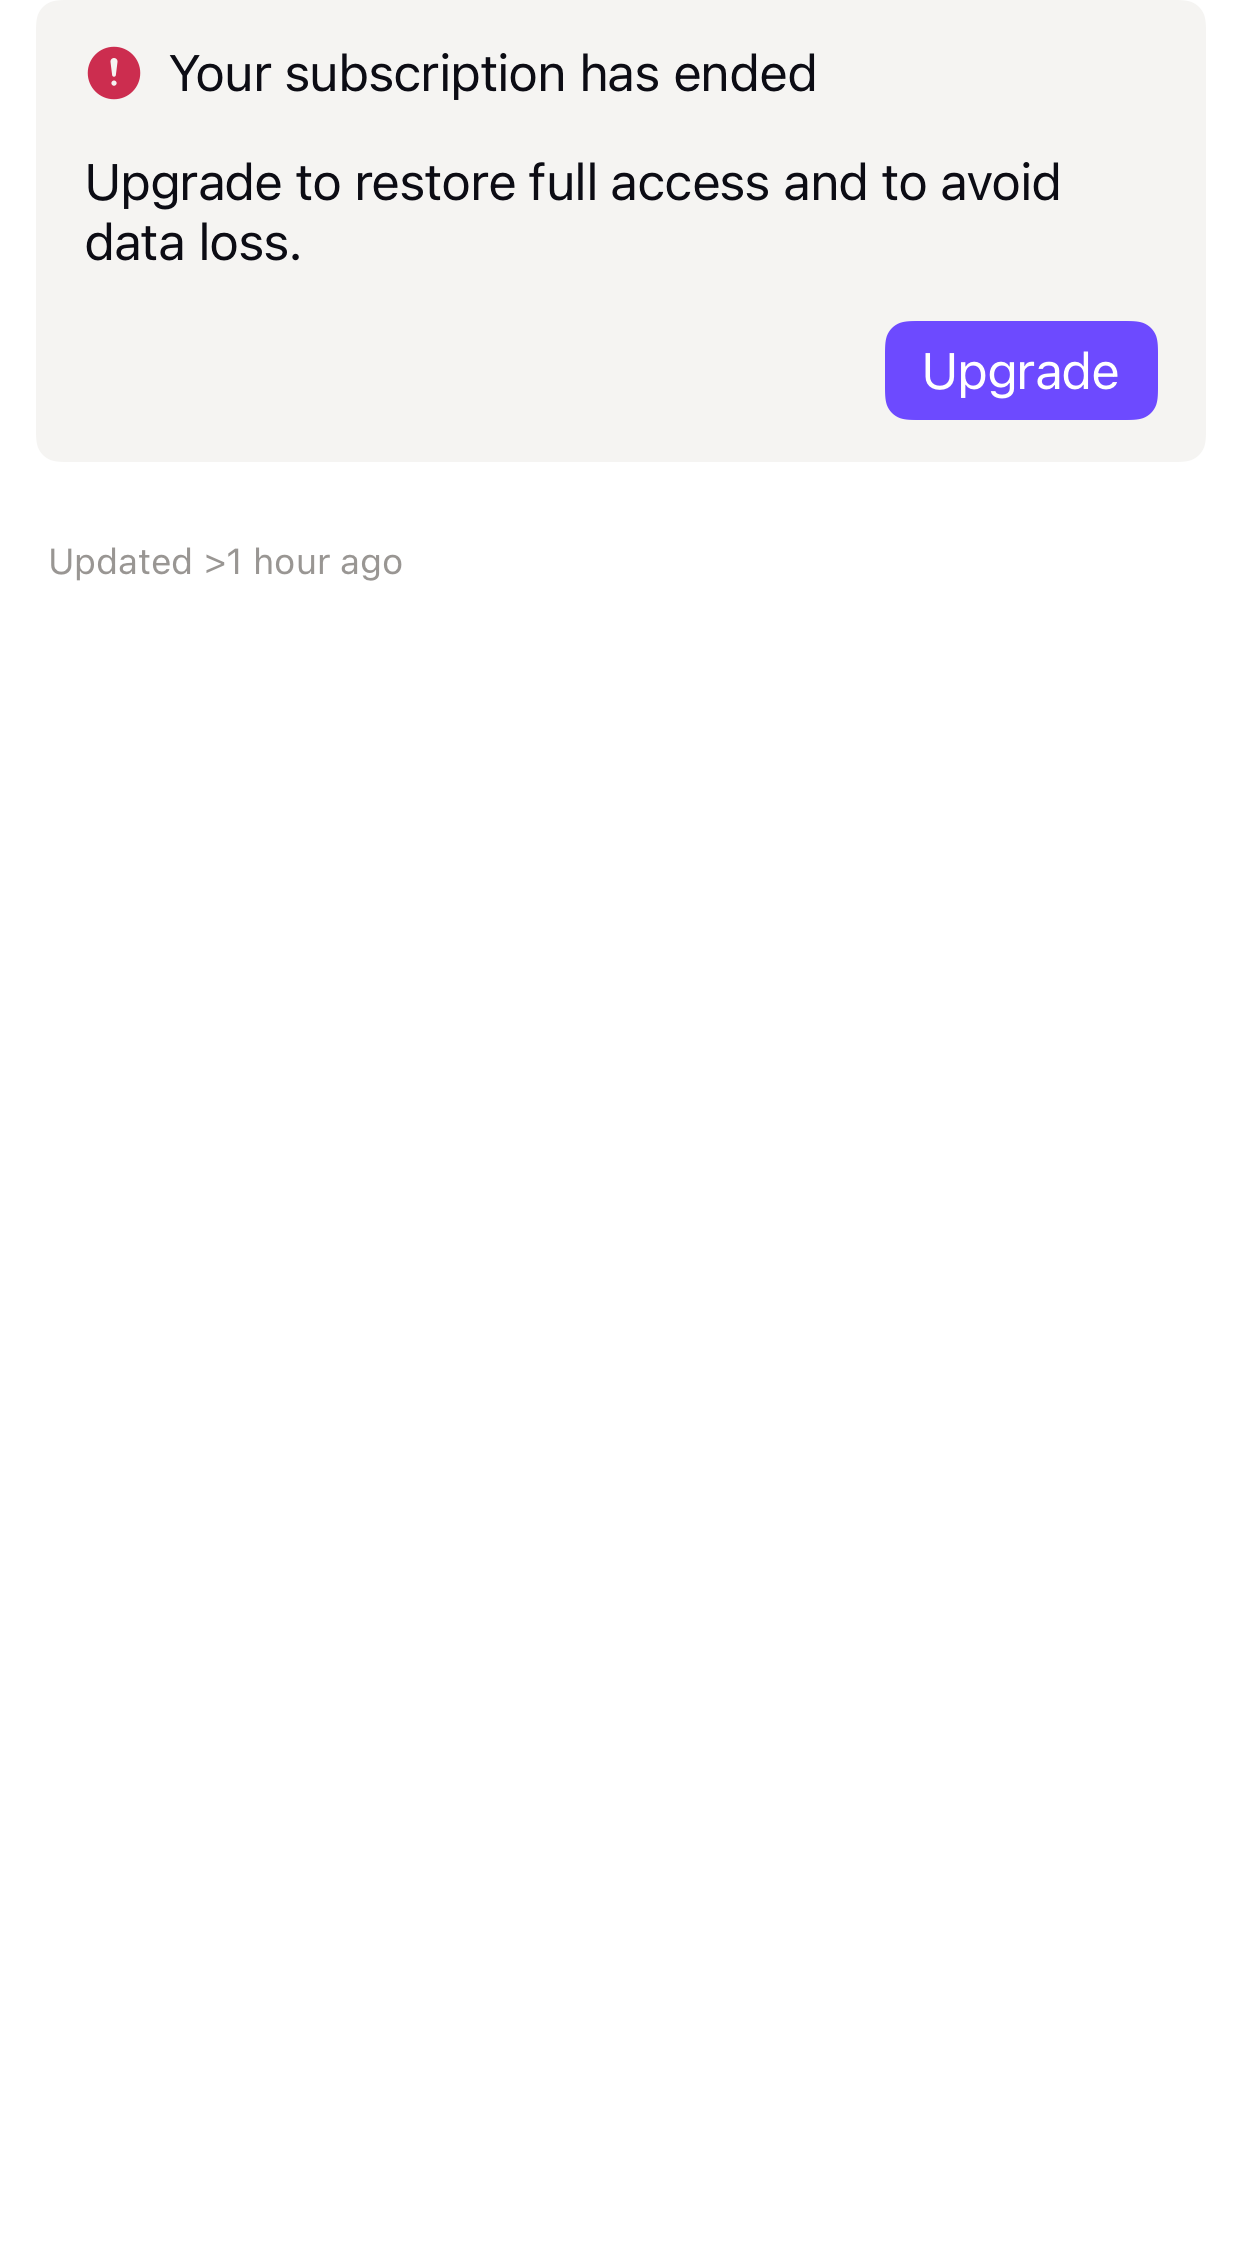 Your subscription has ended
Upgrade to restore full access and to avoid
data loss.
Upgrade
Updated >1 hour ago